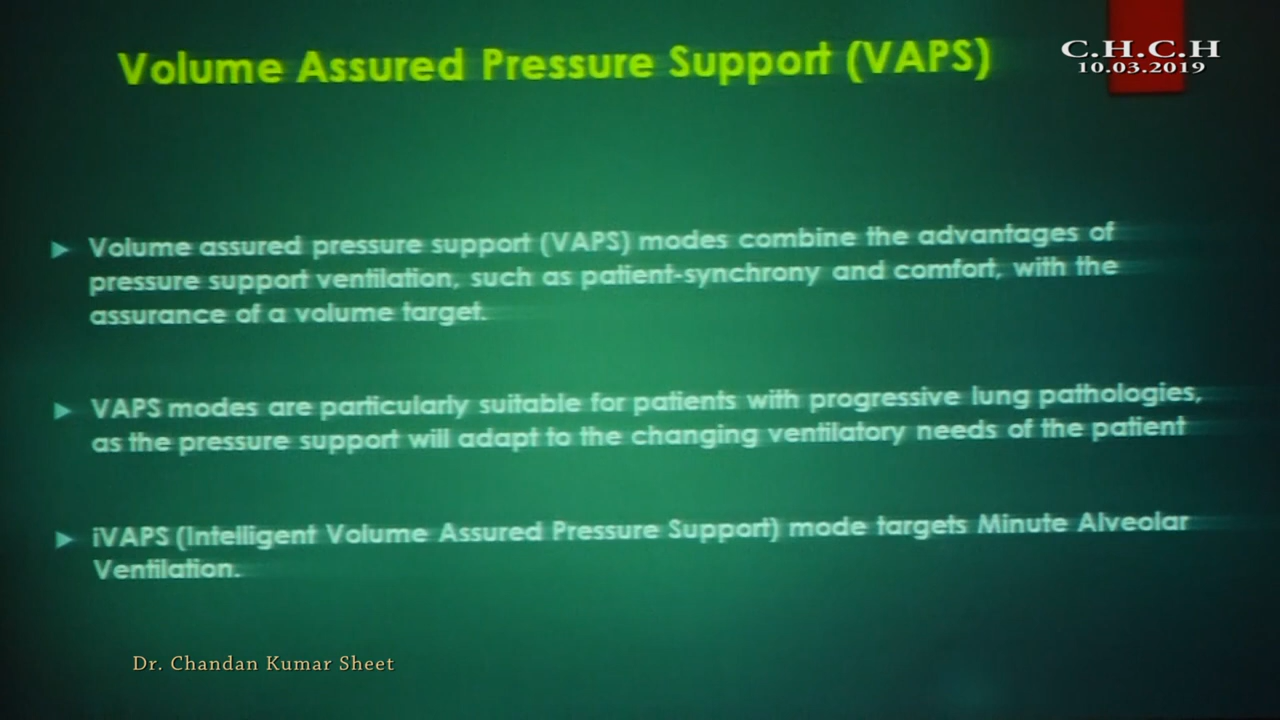 Volume Assured Pressure Support (VAPS)
C.H.C.H
10.03.2019
Volume assured pressure support (VAPS) modes combine the advantages of
pressure support ventilation, such as patient-synchrony and comfort, with the
assurance of a volume target.
VAPS modes are particularly suitable for patients with progressive lung pathologies,
as the pressure support will adapt to the changing ventilatory needs of the patient
iVAPS (Intelligent Volume Assured Pressure Support) mode targets Minute Alveolar
Ventilation.
Dr. Chandan Kumar Sheet